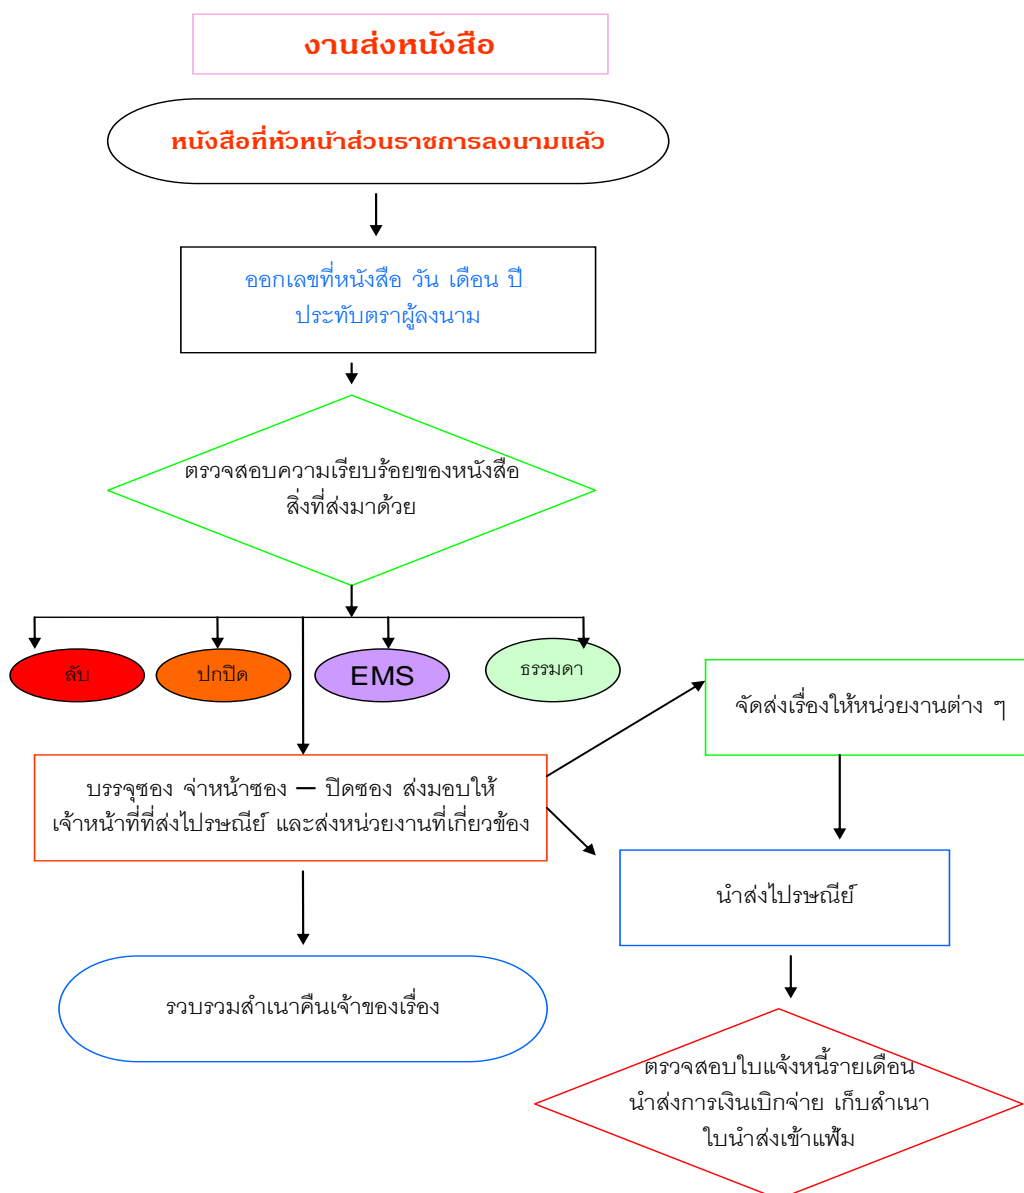 งานส่งหนังสือ
หนังสือที่หัวหน้าส่วนราชการลงนามแล้ว
ออกเลขที่หนังสือ วัน เดือน ปี
ประทับตราผู้ลงนาม
ตรวจสอบความเรียบร้อยของหนังสือ
สิ่งที่ส่งมาด้วย
ลับ
ปกปิด
EMS
ธรรมดา
จัดส่งเรื่องให้หน่วยงานต่าง ๆ
บรรจุซอง จ่าหน้าซอง – ปิดซอง ส่งมอบให้
เจ้าหน้าที่ที่ส่งไปรษณีย์ และส่งหน่วยงานที่เกี่ยวข้อง
นำส่งไปรษณีย์
รวบรวมสำเนาคืนเจ้าของเรื่อง
ตรวจสอบใบแจ้งหนี้รายเดือน
นำส่งการเงินเบิกจ่าย เก็บสำเนา
ใบนำส่งเข้าแฟ้ม